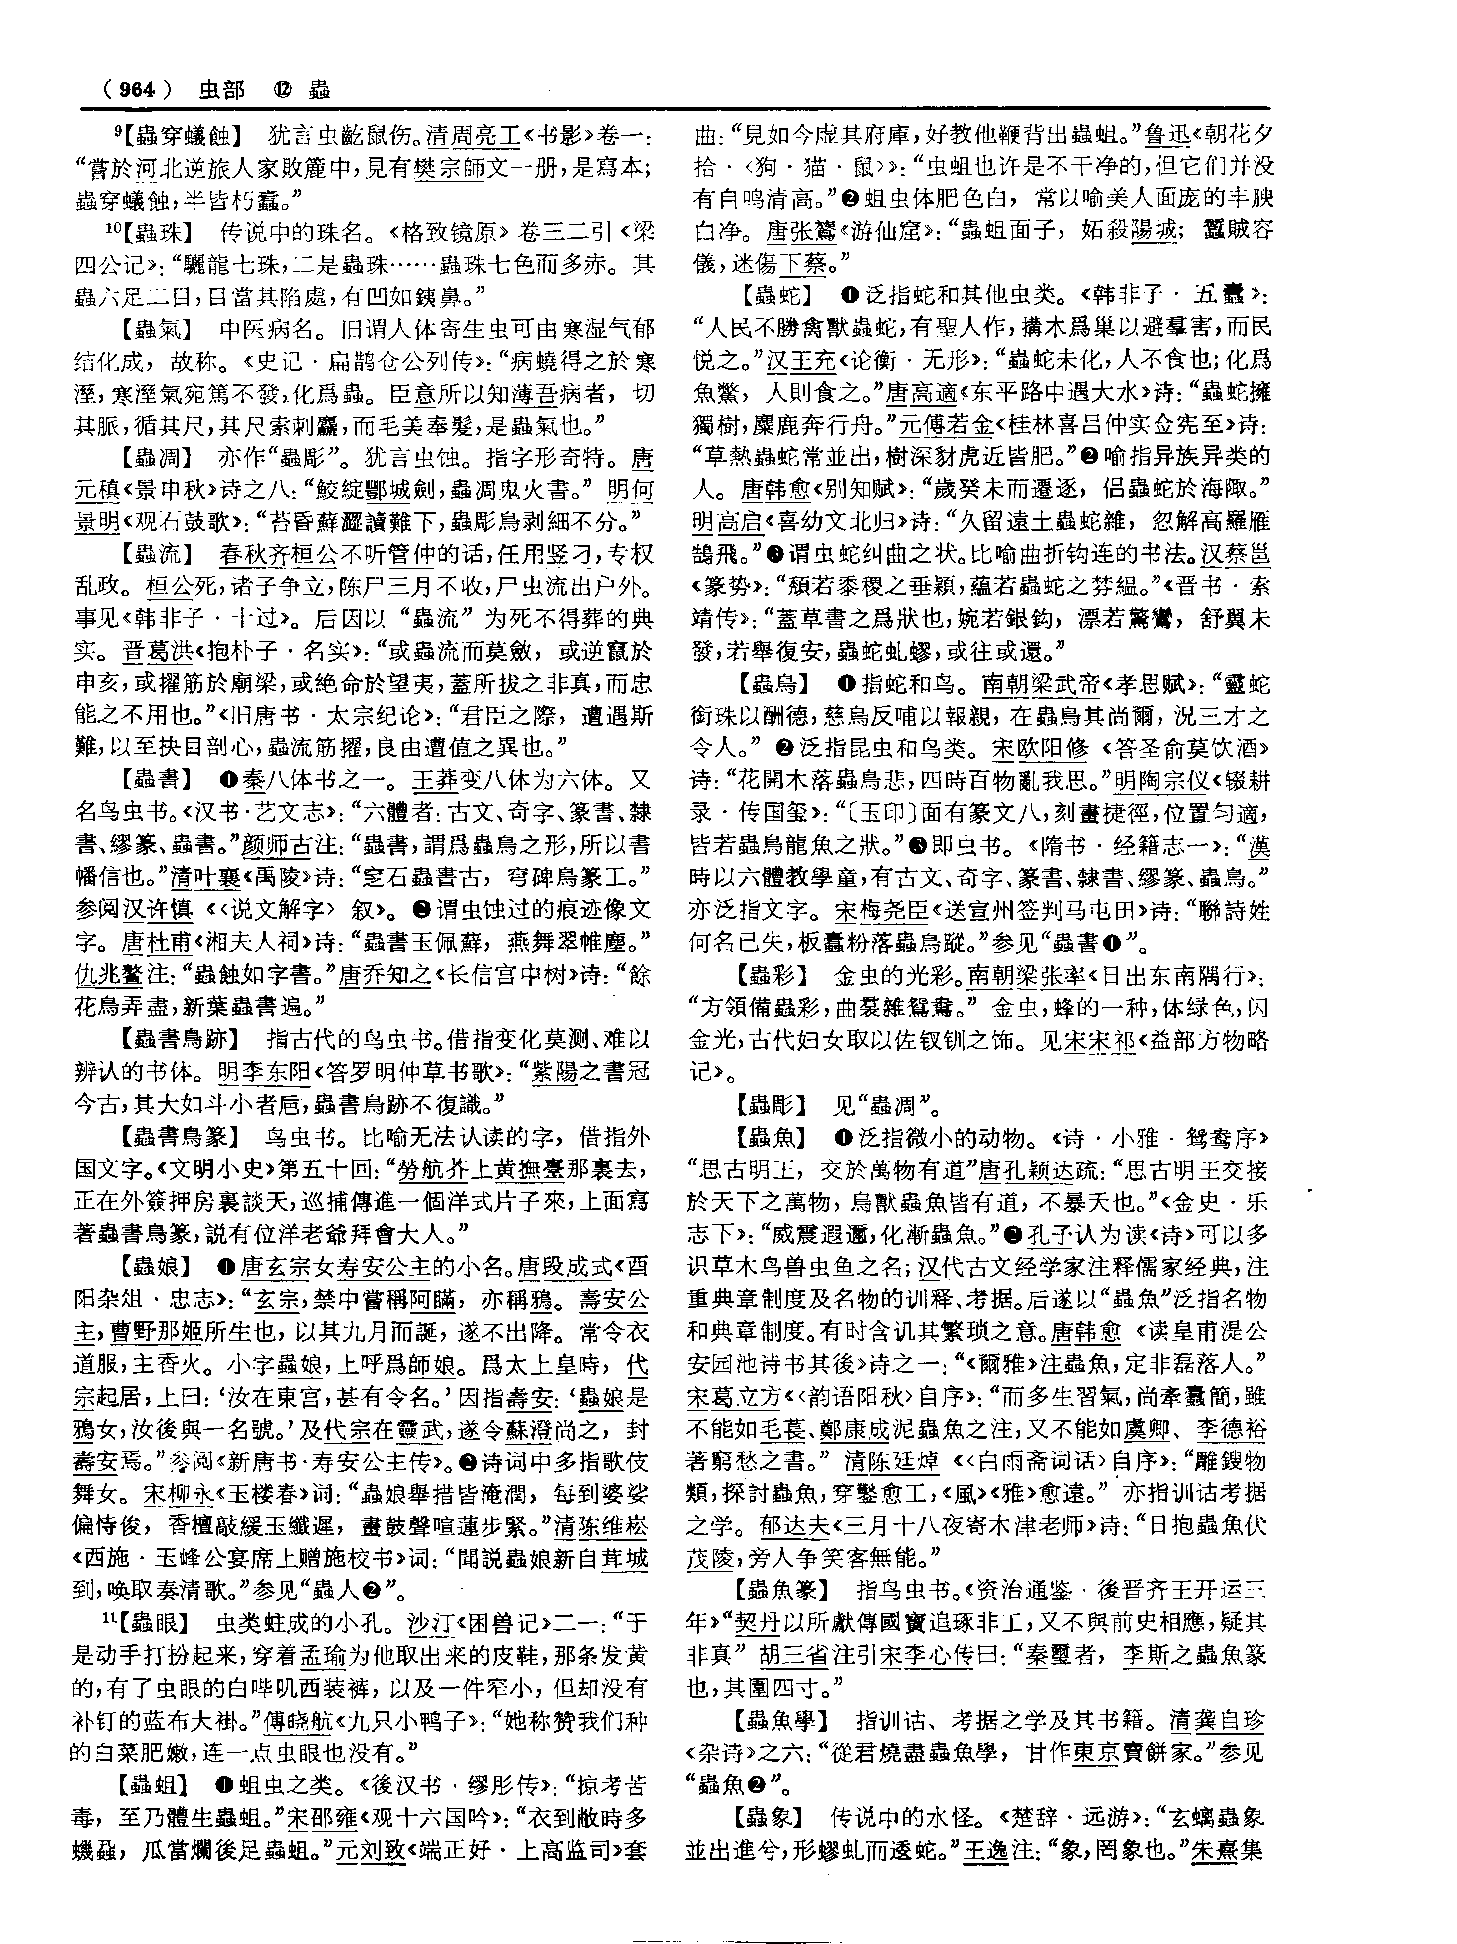 （964） 虫部 ⑫ 蟲
⁹【蟲穿蟻蝕】 犹言虫齕鼠伤。清周亮工《书影》卷一：
“嘗於河北逆旅人家敗簏中，見有樊宗師文一册，是寫本；
蟲穿蟻蝕，半皆朽蠹。”
¹⁰【蟲珠】 传说中的珠名。《格致镜原》卷三二引《梁
四公记》：“驪龍七珠，二是蟲珠……蟲珠七色而多赤。其
蟲六足二目，目當其陷處，有凹如鐵鼻。”
【蟲氣】 中医病名。旧谓人体寄生虫可由寒湿气郁
结化成，故称。《史记·扁鹊仓公列传》：“病蟯得之於寒
溼，寒溼氣宛篤不發，化爲蟲。臣意所以知薄吾病者，切
其脈，循其尺，其尺索刺麤，而毛美奉髮，是蟲氣也。”
【蟲凋】 亦作“蟲彫”。犹言虫蚀。指字形奇特。唐
元稹《景申秋》诗之八：“鮫綻酆城劍，蟲凋鬼火書。”明何
景明《观石鼓歌》：“苔昏蘚澀讀難下，蟲彫鳥剥細不分。”
【蟲流】 春秋齐桓公不听管仲的话，任用竖刁，专权
乱政。桓公死，诸子争立，陈尸三月不收，尸虫流出户外。
事见《韩非子·十过》。后因以“蟲流”为死不得葬的典
实。晋葛洪《抱朴子·名实》：“或蟲流而莫斂，或逆竄於
申亥，或擢筋於廟梁，或絶命於望夷，蓋所拔之非真，而忠
能之不用也。”《旧唐书·太宗纪论》：“君臣之際，遭遇斯
難，以至抉目剖心，蟲流筋擢，良由遭值之異也。”
【蟲書】 ❶秦八体书之一。王莽变八体为六体。又
名鸟虫书。《汉书·艺文志》：“六體者：古文、奇字、篆書、隸
書、繆篆、蟲書。”颜师古注：“蟲書，謂爲蟲鳥之形，所以書
幡信也。”清叶襄《禹陵》诗：“窆石蟲書古，穹碑鳥篆工。”
参阅汉许慎《〈说文解字〉叙》。❷谓虫蚀过的痕迹像文
字。唐杜甫《湘夫人祠》诗：“蟲書玉佩蘚，燕舞翠帷塵。”
仇兆鳌注：“蟲蝕如字書。”唐乔知之《长信宫中树》诗：“餘
花鳥弄盡，新葉蟲書遍。”
【蟲書鳥跡】 指古代的鸟虫书。借指变化莫测、难以
辨认的书体。明李东阳《答罗明仲草书歌》：“紫陽之書冠
今古，其大如斗小者卮，蟲書鳥跡不復識。”
【蟲書鳥篆】 鸟虫书。比喻无法认读的字，借指外
国文字。《文明小史》第五十回：“勞航芥上黄撫臺那裏去，
正在外簽押房裏談天，巡捕傳進一個洋式片子來，上面寫
著蟲書鳥篆，説有位洋老爺拜會大人。”
【蟲娘】 ❶唐玄宗女寿安公主的小名。唐段成式《酉
阳杂俎·忠志》：“玄宗，禁中嘗稱阿瞞，亦稱鴉。壽安公
主，曹野那姬所生也，以其九月而誕，遂不出降。常令衣
道服，主香火。小字蟲娘，上呼爲師娘。爲太上皇時，代
宗起居，上曰：‘汝在東宫，甚有令名。’因指壽安：‘蟲娘是
鴉女，汝後與一名號。’及代宗在靈武，遂令蘇澄尚之，封
壽安焉。”参阅《新唐书·寿安公主传》。❷诗词中多指歌伎
舞女。宋柳永《玉楼春》词：“蟲娘舉措皆淹潤，每到婆娑
偏恃俊，香檀敲緩玉纖遲，畫鼓聲喧蓮步緊。”清陈维崧
《西施·玉峰公宴席上赠施校书》词：“聞説蟲娘新自茸城
到，唤取奏清歌。”参见“蟲人❷”。
¹¹【蟲眼】 虫类蛀成的小孔。沙汀《困兽记》二一：“于
是动手打扮起来，穿着孟瑜为他取出来的皮鞋，那条发黄
的，有了虫眼的白哔叽西装裤，以及一件窄小，但却没有
补钉的蓝布大褂。”傅晓航《九只小鸭子》：“她称赞我们种
的白菜肥嫩，连一点虫眼也没有。”
【蟲蛆】 ❶蛆虫之类。《後汉书·缪肜传》：“掠考苦
毒，至乃體生蟲蛆。”宋邵雍《观十六国吟》：“衣到敝時多
蟣蝨，瓜當爛後足蟲蛆。”元刘致《端正好·上高监司》套
曲：“見如今虚其府庫，好教他鞭背出蟲蛆。”鲁迅《朝花夕
拾·〈狗·猫·鼠〉》：“虫蛆也许是不干净的，但它们并没
有自鸣清高。”❷蛆虫体肥色白，常以喻美人面庞的丰腴
白净。唐张鷟《游仙窟》：“蟲蛆面子，妬殺陽城；蠶賊容
儀，迷傷下蔡。”
【蟲蛇】 ❶泛指蛇和其他虫类。《韩非子·五蠹》：
“人民不勝禽獸蟲蛇，有聖人作，搆木爲巢以避羣害，而民
悦之。”汉王充《论衡·无形》：“蟲蛇未化，人不食也；化爲
魚鱉，人則食之。”唐高適《东平路中遇大水》诗：“蟲蛇擁
獨樹，麋鹿奔行舟。”元傅若金《桂林喜吕仲实佥宪至》诗：
“草熱蟲蛇常並出，樹深豺虎近皆肥。”❷喻指异族异类的
人。唐韩愈《别知赋》：“歲癸未而遷逐，侣蟲蛇於海陬。”
明高启《喜幼文北归》诗：“久留遠土蟲蛇雜，忽解高羅雁
鵠飛。”❸谓虫蛇纠曲之状。比喻曲折钩连的书法。汉蔡邕
《篆势》：“頹若黍稷之垂穎，蘊若蟲蛇之棼緼。”《晋书·索
靖传》：“蓋草書之爲狀也，婉若銀鈎，漂若驚鸞，舒翼未
發，若舉復安，蟲蛇虬蟉，或往或還。”
【蟲鳥】 ❶指蛇和鸟。南朝梁武帝《孝思赋》：“靈蛇
銜珠以酬德，慈烏反哺以報親，在蟲鳥其尚爾，況三才之
令人。”❷泛指昆虫和鸟类。宋欧阳修《答圣俞莫饮酒》
诗：“花開木落蟲鳥悲，四時百物亂我思。”明陶宗仪《辍耕
录·传国玺》：“〔玉印〕面有篆文八，刻畫捷徑，位置匀適，
皆若蟲鳥龍魚之狀。”❸即虫书。《隋书·经籍志一》：“漢
時以六體教學童，有古文、奇字、篆書、隸書、繆篆、蟲鳥。”
亦泛指文字。宋梅尧臣《送宣州签判马屯田》诗：“聯詩姓
何名已失，板蠹粉落蟲鳥蹤。”参见“蟲書❶”。
【蟲彩】 金虫的光彩。南朝梁张率《日出东南隅行》：
“方領備蟲彩，曲裠雜鴛鴦。”金虫，蜂的一种，体绿色，闪
金光，古代妇女取以佐钗钏之饰。见宋宋祁《益部方物略
记》。
【蟲彫】 见“蟲凋”。
【蟲魚】 ❶泛指微小的动物。《诗·小雅·鸳鸯序》
“思古明王，交於萬物有道”唐孔颖达疏：“思古明王交接
於天下之萬物，鳥獸蟲魚皆有道，不暴夭也。”《金史·乐
志下》：“威震遐邇，化漸蟲魚。”❷孔子认为读《诗》可以多
识草木鸟兽虫鱼之名；汉代古文经学家注释儒家经典，注
重典章制度及名物的训释、考据。后遂以“蟲魚”泛指名物
和典章制度。有时含讥其繁琐之意。唐韩愈《读皇甫湜公
安园池诗书其後》诗之一：“《爾雅》注蟲魚，定非磊落人。”
宋葛立方《〈韵语阳秋〉自序》：“而多生習氣，尚牽蠹簡，雖
不能如毛萇、鄭康成泥蟲魚之注，又不能如虞卿、李德裕
著窮愁之書。”清陈廷焯《〈白雨斋词话〉自序》：“雕鎪物
類，探討蟲魚，穿鑿愈工，《風》《雅》愈遠。”亦指训诂考据
之学。郁达夫《三月十八夜寄木津老师》诗：“日抱蟲魚伏
茂陵，旁人争笑客無能。”
【蟲魚篆】 指鸟虫书。《资治通鉴·後晋齐王开运三
年》“契丹以所獻傳國寶追琢非工，又不與前史相應，疑其
非真”胡三省注引宋李心传曰：“秦璽者，李斯之蟲魚篆
也，其圍四寸。”
【蟲魚學】 指训诂、考据之学及其书籍。清龚自珍
《杂诗》之六：“從君燒盡蟲魚學，甘作東京賣餅家。”参见
“蟲魚❷”。
【蟲象】 传说中的水怪。《楚辞·远游》：“玄螭蟲象
並出進兮，形蟉虬而逶蛇。”王逸注：“象，罔象也。”朱熹集